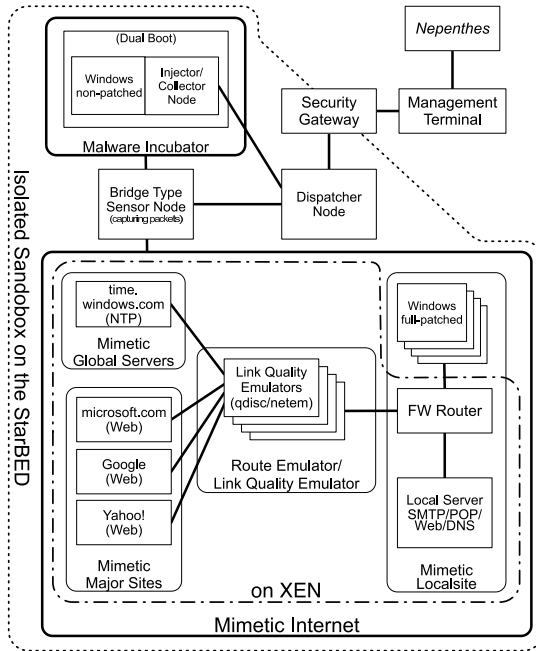 Nepenthes
(Dual Boot)
Windows
non-patched
Injector/
Collector
Node
Malware Incubator
Security
Gateway
Management
Terminal
Bridge Type
Sensor Node
(capturing packets)
Dispatcher
Node
Isolated Sandobox on the StarBED
time.
windows.com
(NTP)
Mimetic
Global Servers
Windows
full-patched
Link Quality
Emulators
(qdisc/netem)
Route Emulator/
Link Quality Emulator
microsoft.com
(Web)
Google
(Web)
Yahoo!
(Web)
Mimetic
Major Sites
FW Router
Local Server
SMTP/POP/
Web/DNS
Mimetic
Localsite
on XEN
Mimetic Internet